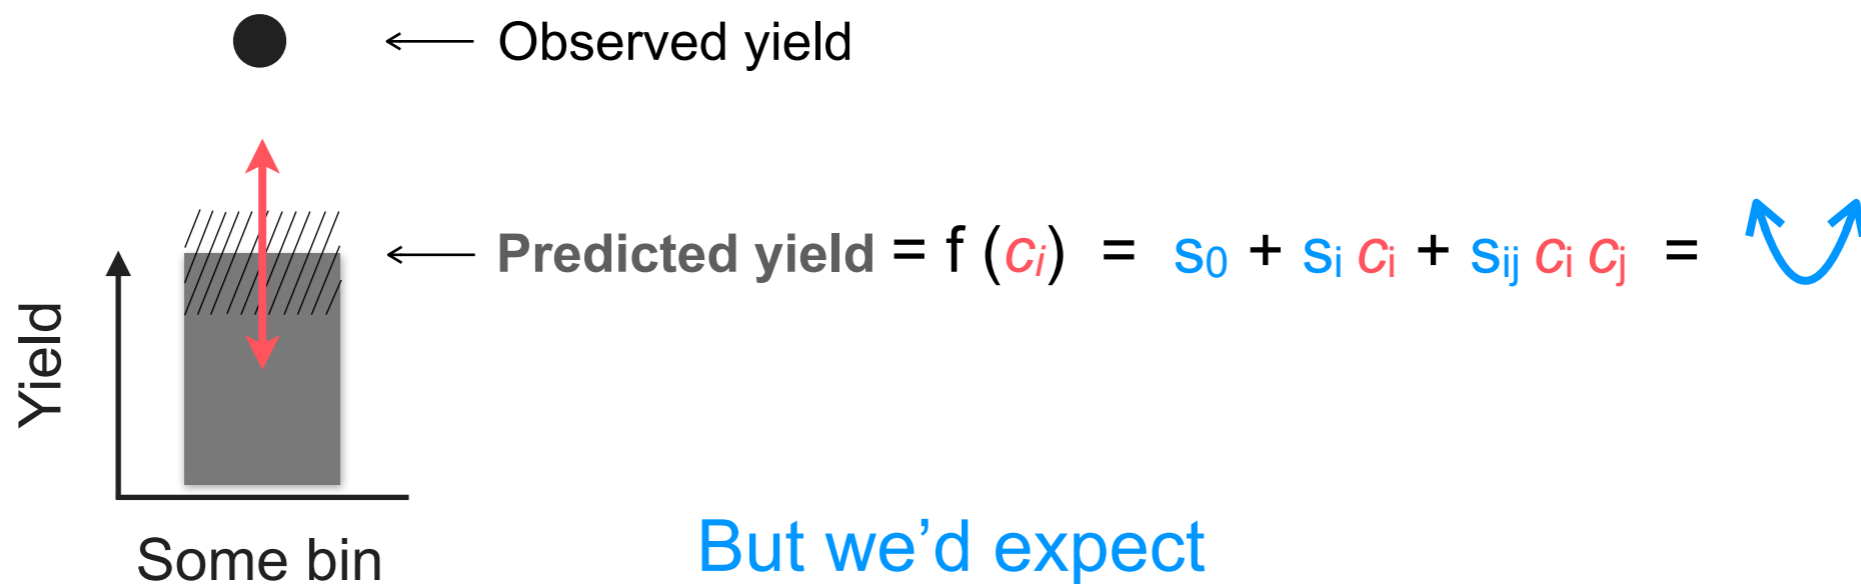 Observed yield
Predicted yield = f (cᵢ) = s₀ + sᵢ cᵢ + sᵢⱼ cᵢ cⱼ =
Yield
Some bin
But we’d expect